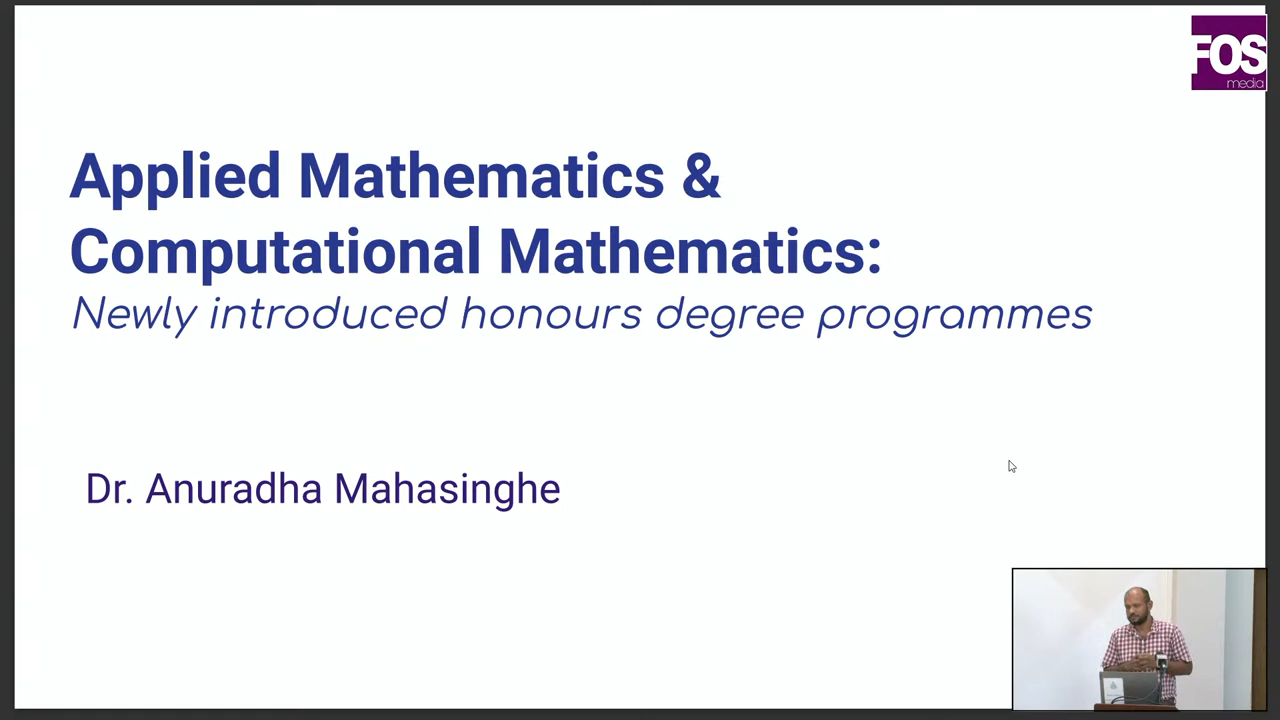 FOS
media
Applied Mathematics &
Computational Mathematics:
Newly introduced honours degree programmes
Dr. Anuradha Mahasinghe